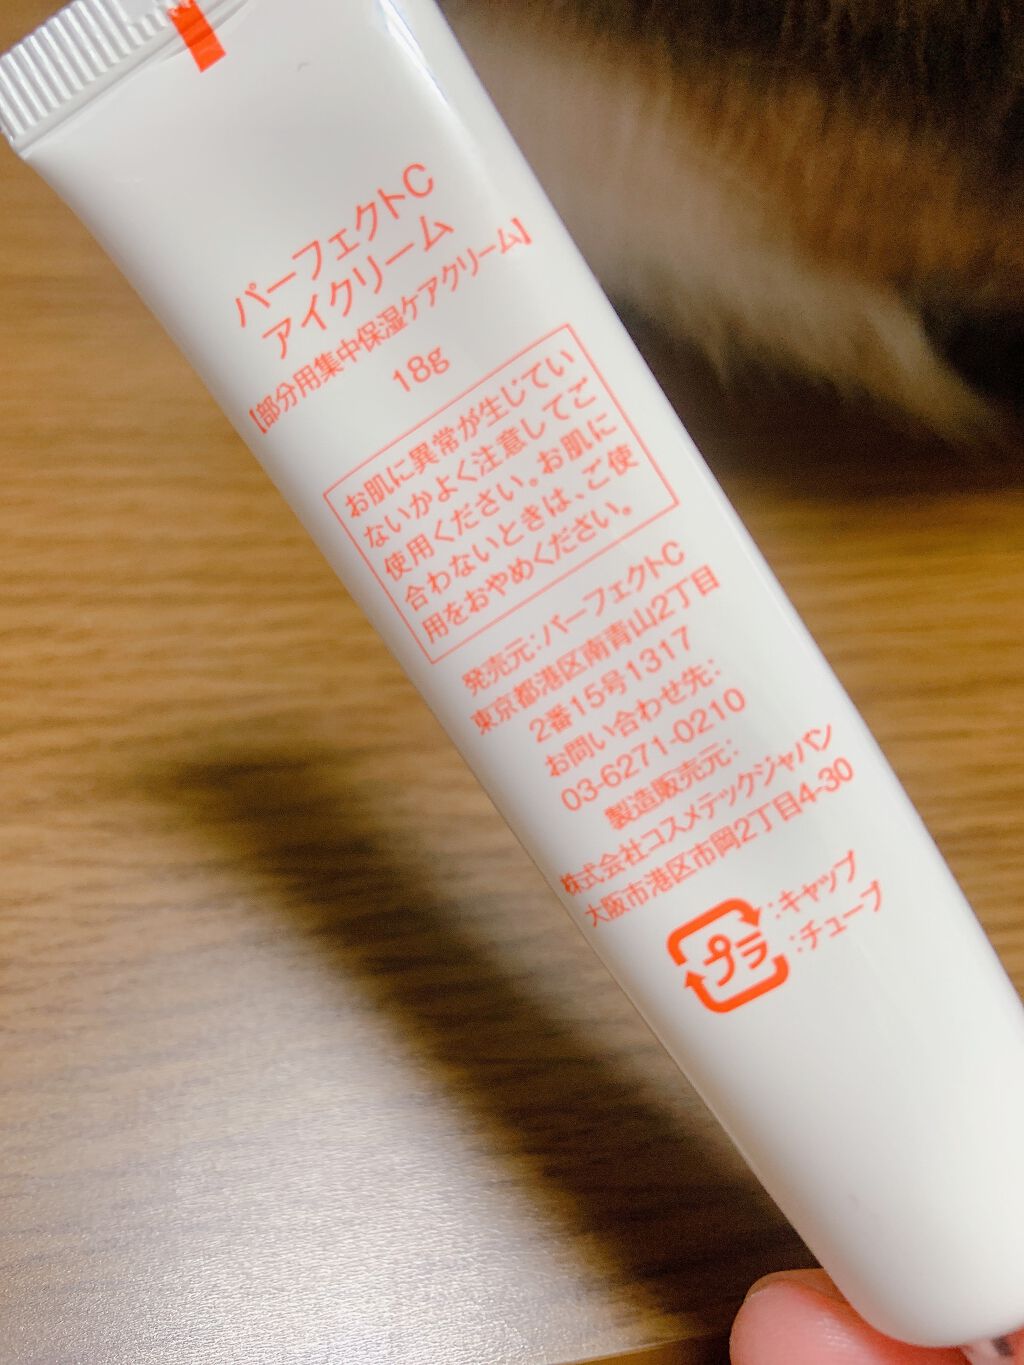 パーフェクトC
アイクリーム
【部分用集中保湿ケアクリーム】
18g
お肌に異常が生じてい
ないかよく注意してご
使用ください。お肌に
合わないときは、ご使
用をおやめください。
発売元:パーフェクトC
東京都港区南青山2丁目
2番15号1317
お問い合わせ先:
03-6271-0210
製造販売元:
株式会社コスメテックジャパン
大阪市港区市岡2丁目4-30
プラ
:キャップ
:チューブ